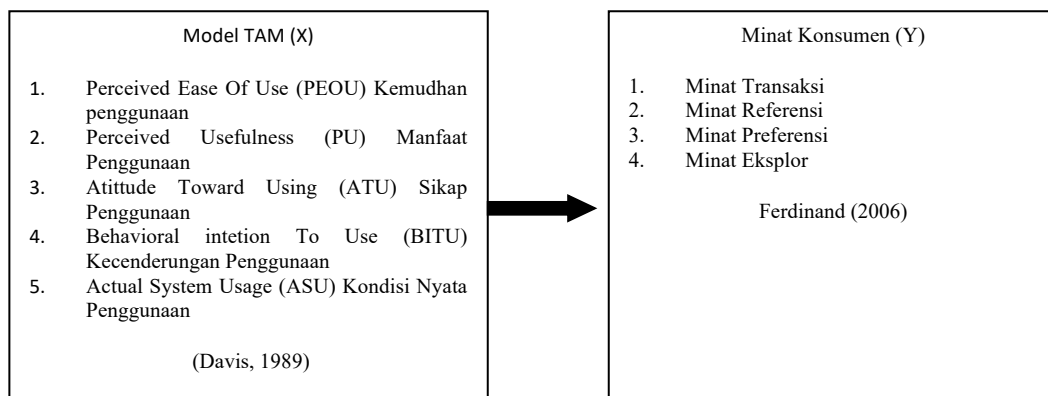 Model TAM (X)
1. Perceived Ease Of Use (PEOU) Kemudhan
penggunaan
2. Perceived Usefulness (PU) Manfaat
Penggunaan
3. Atittude Toward Using (ATU) Sikap
Penggunaan
4. Behavioral intetion To Use (BITU)
Kecenderungan Penggunaan
5. Actual System Usage (ASU) Kondisi Nyata
Penggunaan
(Davis, 1989)
Minat Konsumen (Y)
1. Minat Transaksi
2. Minat Referensi
3. Minat Preferensi
4. Minat Eksplor
Ferdinand (2006)